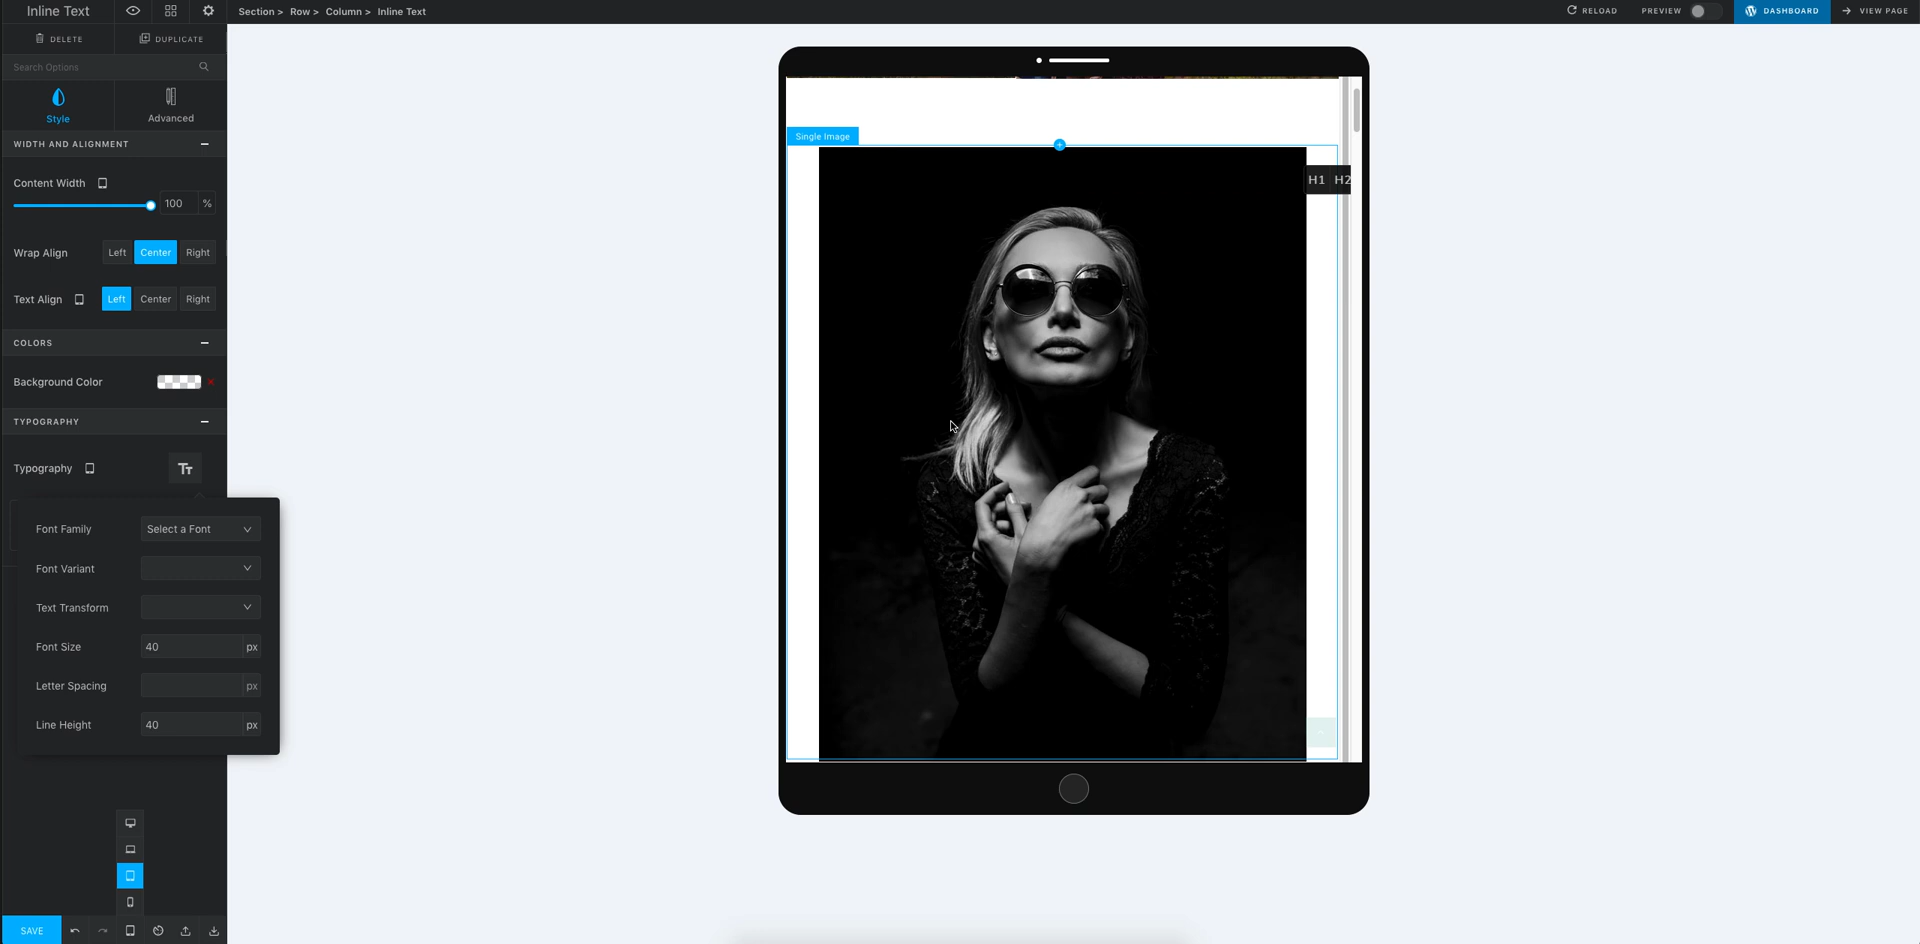 Inline Text
Section > Row > Column > Inline Text
RELOAD
PREVIEW
DASHBOARD
VIEW PAGE
DELETE
DUPLICATE
Search Options
Style
Advanced
WIDTH AND ALIGNMENT
Content Width
100 %
Wrap Align Left Center Right
Text Align Left Center Right
COLORS
Background Color
TYPOGRAPHY
Typography
Font Family Select a Font
Font Variant
Text Transform
Font Size 40 px
Letter Spacing px
Line Height 40 px
SAVE
Single Image
H1 H2